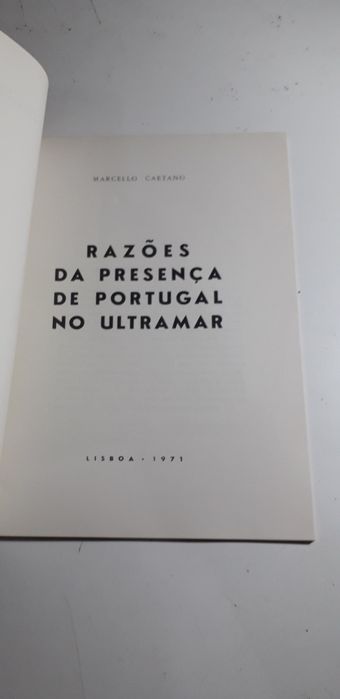 MARCELLO CAETANO
RAZÕES
DA PRESENÇA
DE PORTUGAL
NO ULTRAMAR
LISBOA • 1971